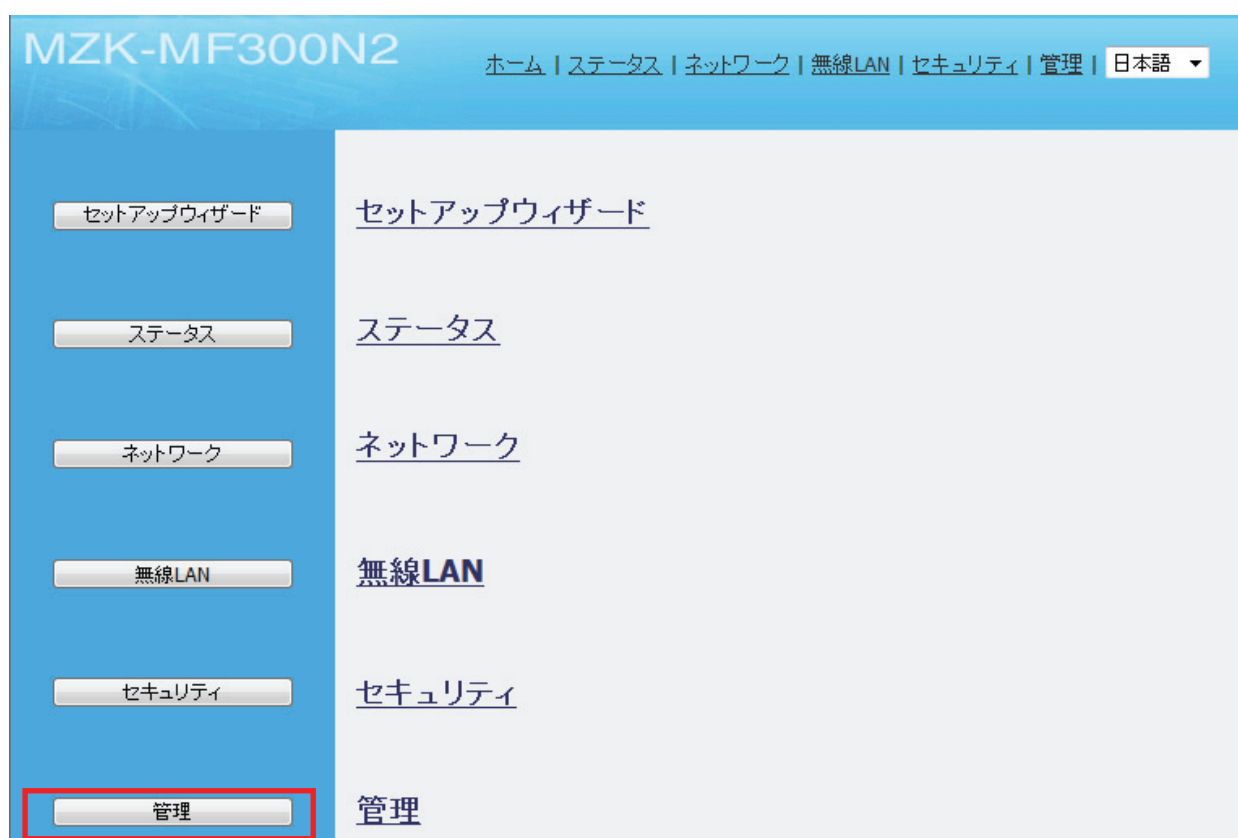 MZK-MF300N2
ホーム | ステータス | ネットワーク | 無線LAN | セキュリティ | 管理 | 日本語
セットアップウィザード セットアップウィザード
ステータス ステータス
ネットワーク ネットワーク
無線LAN 無線LAN
セキュリティ セキュリティ
管理 管理